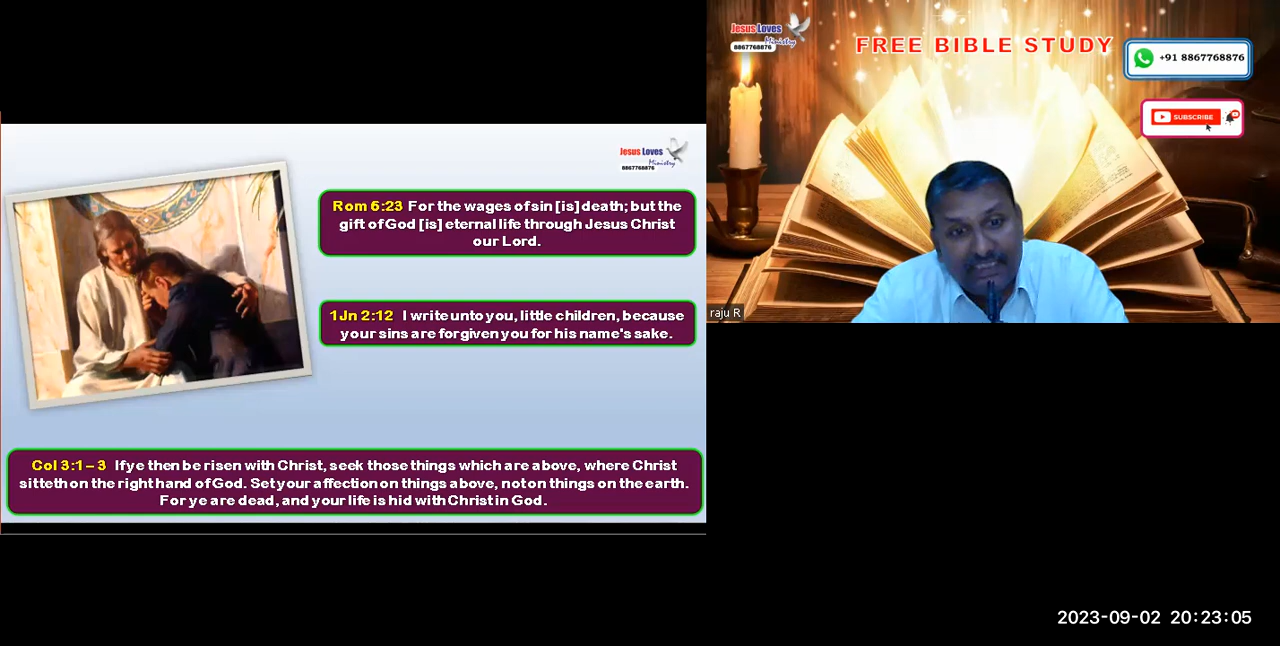 Jesus Loves
Ministry
8867768876
Rom 6:23 For the wages of sin [is] death; but the
gift of God [is] eternal life through Jesus Christ
our Lord.
1Jn 2:12 I write unto you, little children, because
your sins are forgiven you for his name's sake.
Col 3:1 – 3 If ye then be risen with Christ, seek those things which are above, where Christ
sitteth on the right hand of God. Set your affection on things above, not on things on the earth.
For ye are dead, and your life is hid with Christ in God.
Jesus Loves
Ministry
8867768876
FREE BIBLE STUDY
+91 8867768876
SUBSCRIBE
raju R
2023-09-02 20:23:05